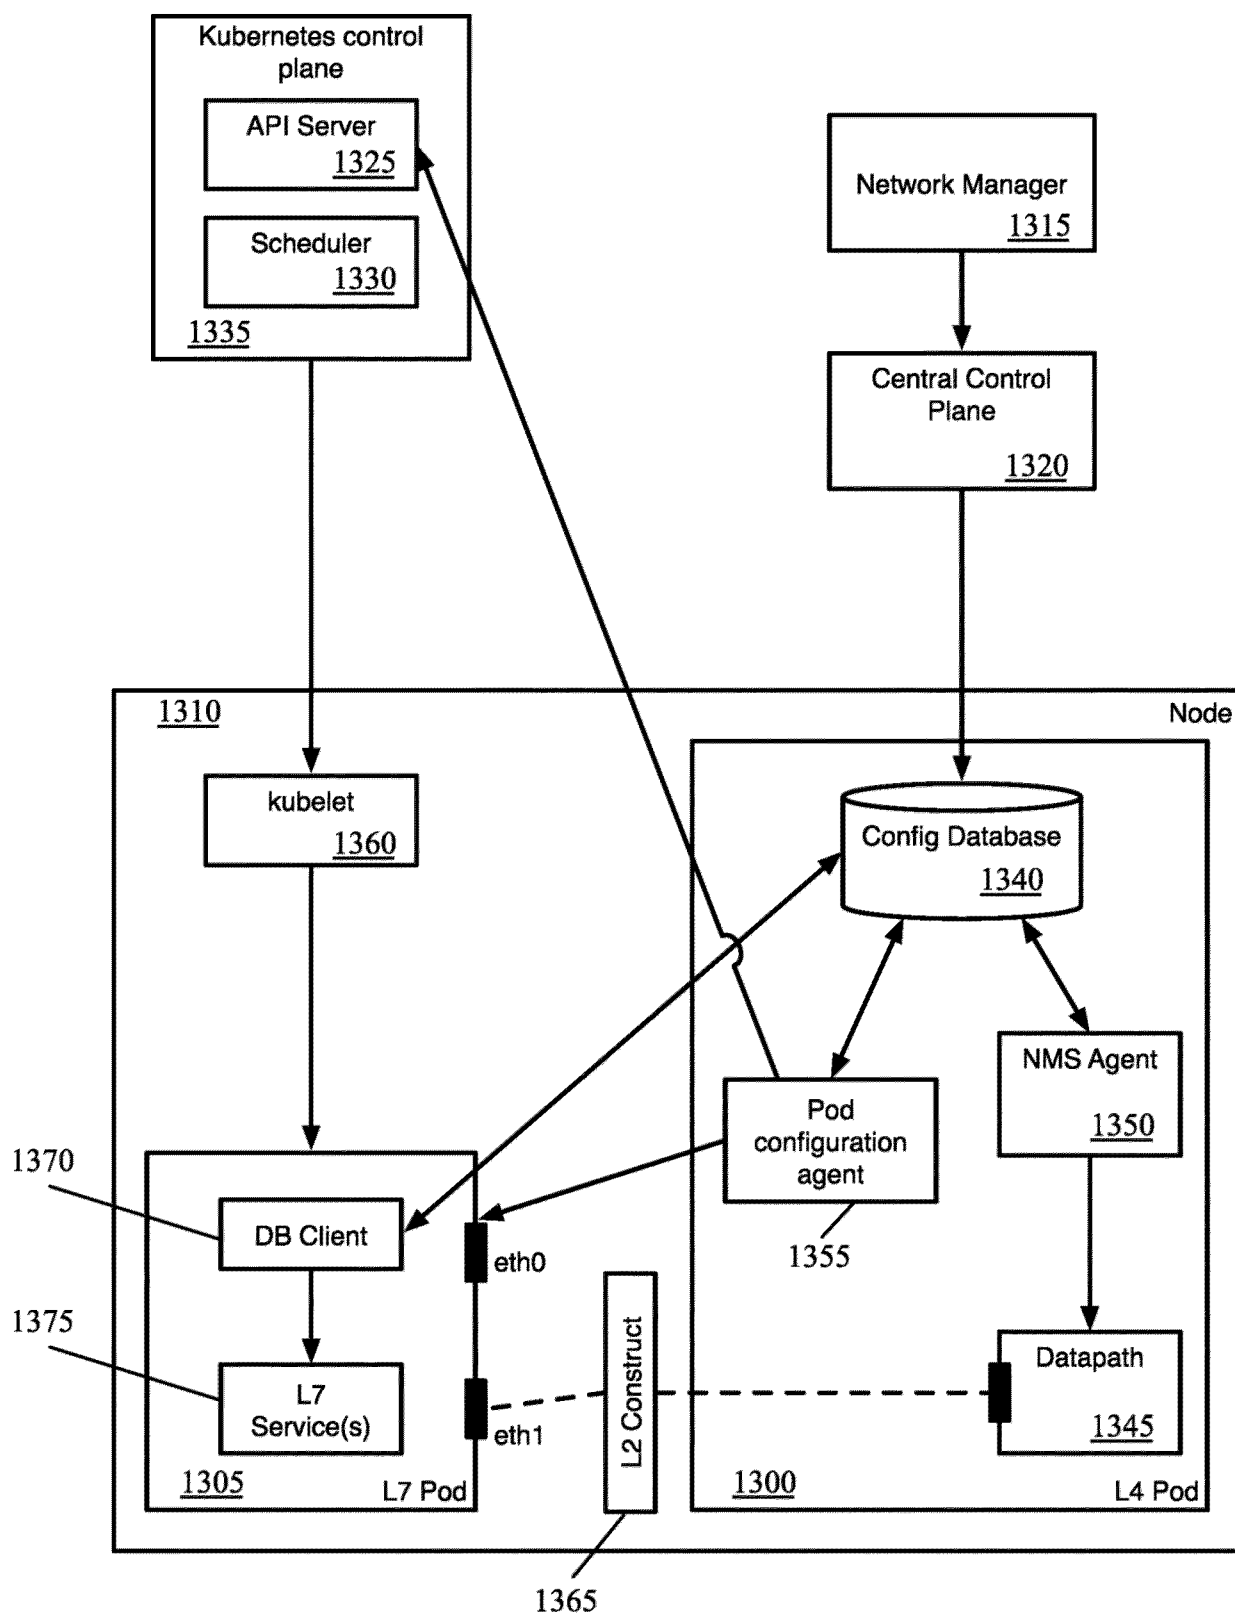 Kubernetes control
plane
API Server
1325
Scheduler
1330
1335
Network Manager
1315
Central Control
Plane
1320
1310
Node
kubelet
1360
Config Database
1340
NMS Agent
1350
Pod
configuration
agent
1355
1370
DB Client
eth0
1375
L7
Service(s)
eth1
1305
L7 Pod
L2 Construct
1365
Datapath
1345
1300
L4 Pod